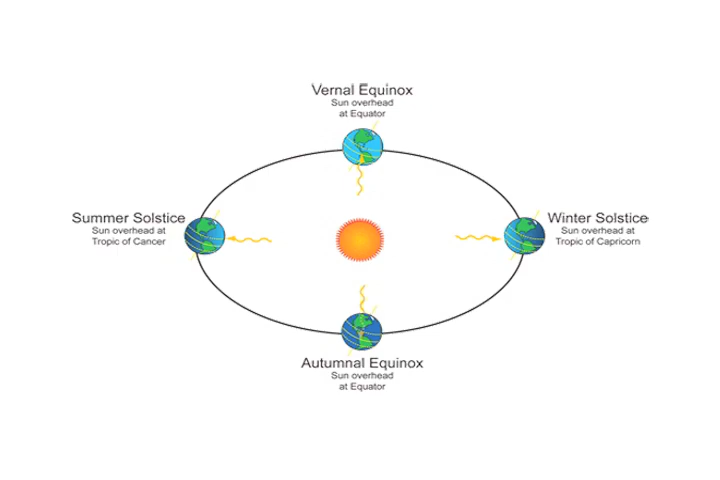 Vernal Equinox
Sun overhead
at Equator
Summer Solstice
Sun overhead at
Tropic of Cancer
Winter Solstice
Sun overhead at
Tropic of Capricorn
Autumnal Equinox
Sun overhead
at Equator